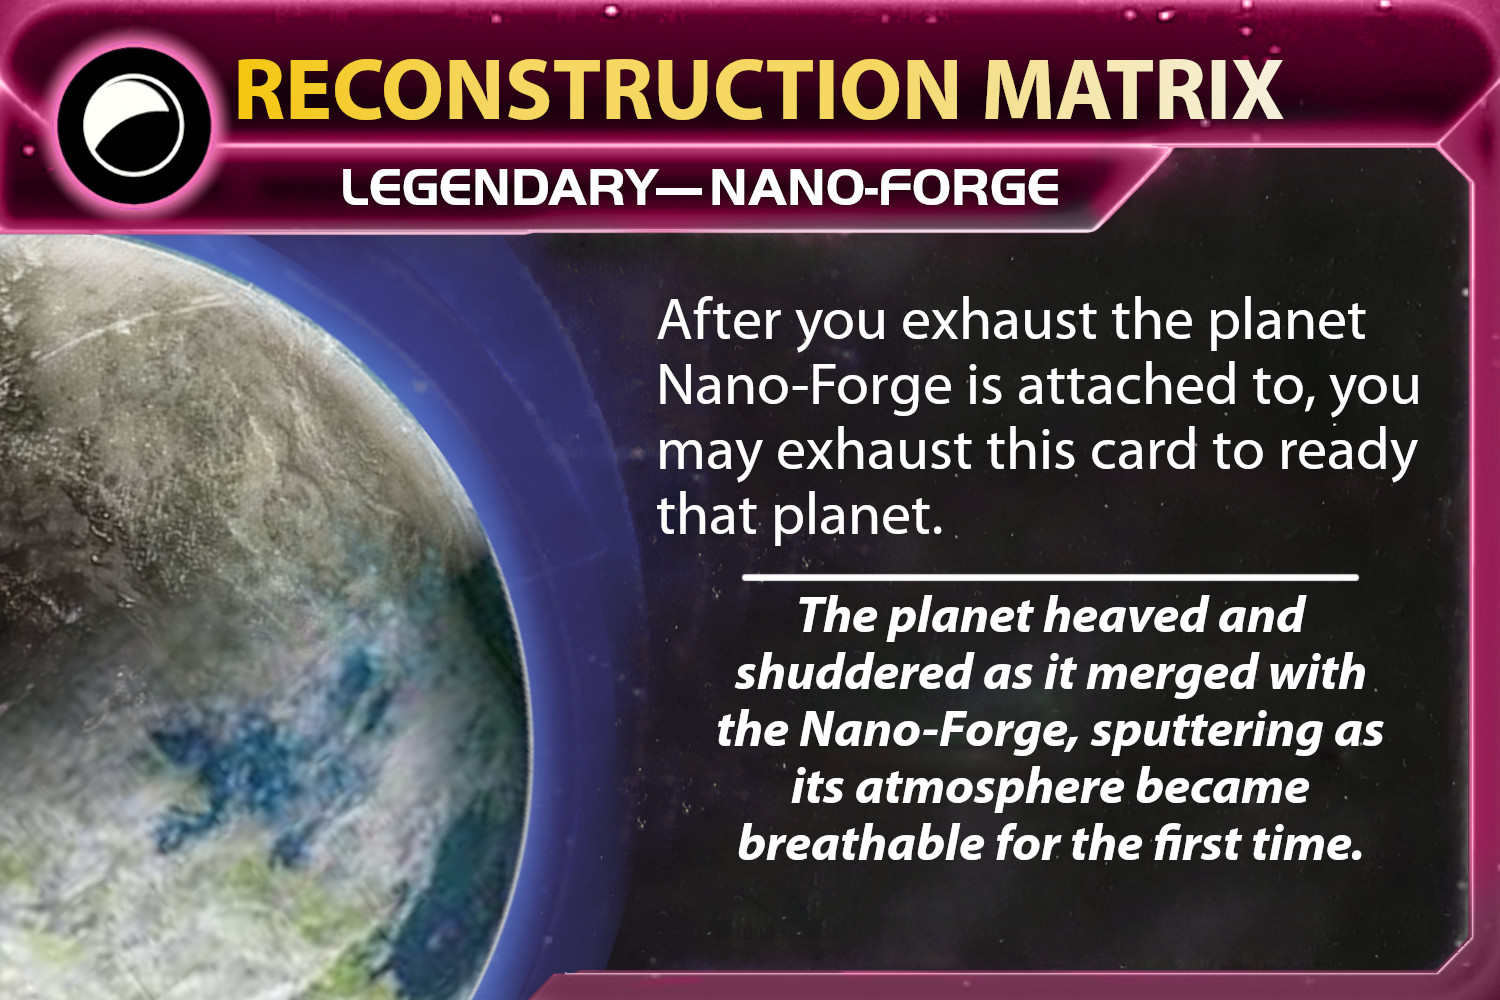 RECONSTRUCTION MATRIX
LEGENDARY—NANO-FORGE
After you exhaust the planet
Nano-Forge is attached to, you
may exhaust this card to ready
that planet.
The planet heaved and
shuddered as it merged with
the Nano-Forge, sputtering as
its atmosphere became
breathable for the first time.